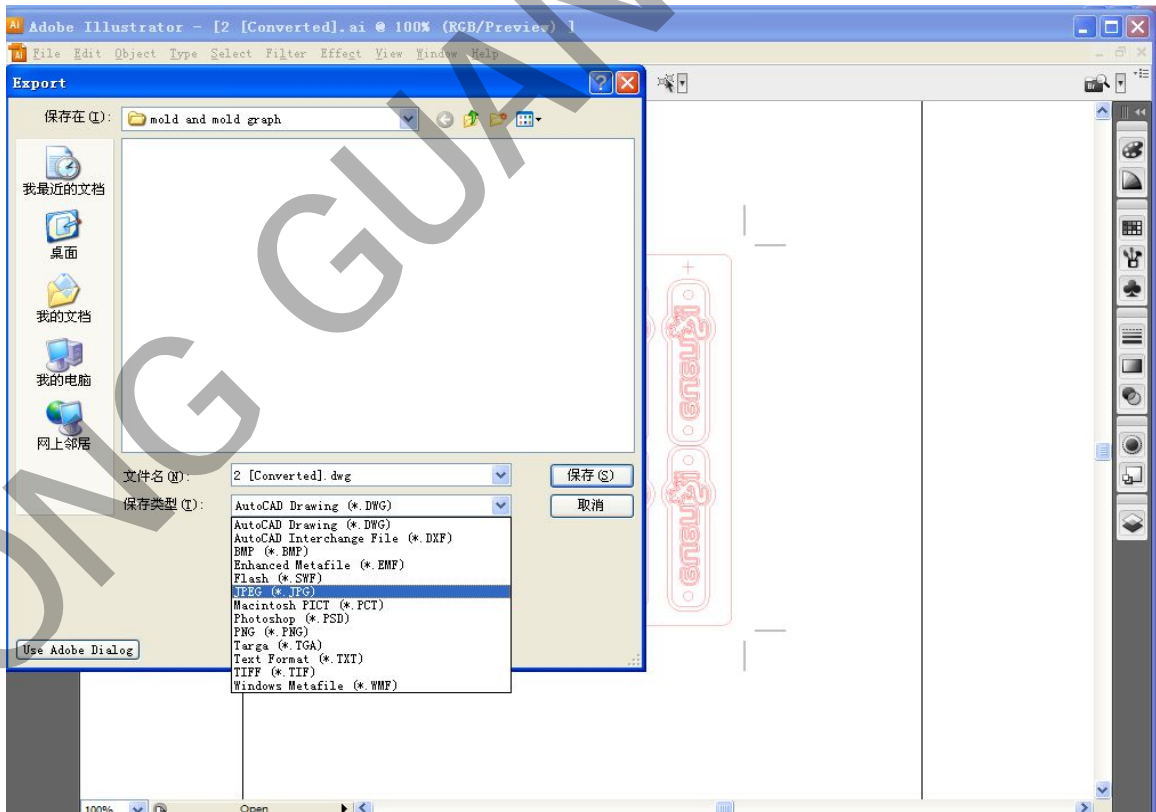 Adobe Illustrator - [2 [Converted].ai @ 100% (RGB/Preview) ]
File Edit Object Type Select Filter Effect View Window Help
Export
保存在(I):
mold and mold graph
我最近的文档
桌面
我的文档
我的电脑
网上邻居
文件名(N):
2 [Converted].dwg
保存(S)
保存类型(T):
AutoCAD Drawing (*.DWG)
取消
AutoCAD Drawing (*.DWG)
AutoCAD Interchange File (*.DXF)
BMP (*.BMP)
Enhanced Metafile (*.EMF)
Flash (*.SWF)
JPEG (*.JPG)
Macintosh PICT (*.PCT)
Photoshop (*.PSD)
PNG (*.PNG)
Targa (*.TGA)
Text Format (*.TXT)
TIFF (*.TIF)
Windows Metafile (*.WMF)
Use Adobe Dialog
100%
Open
ONG GUAN